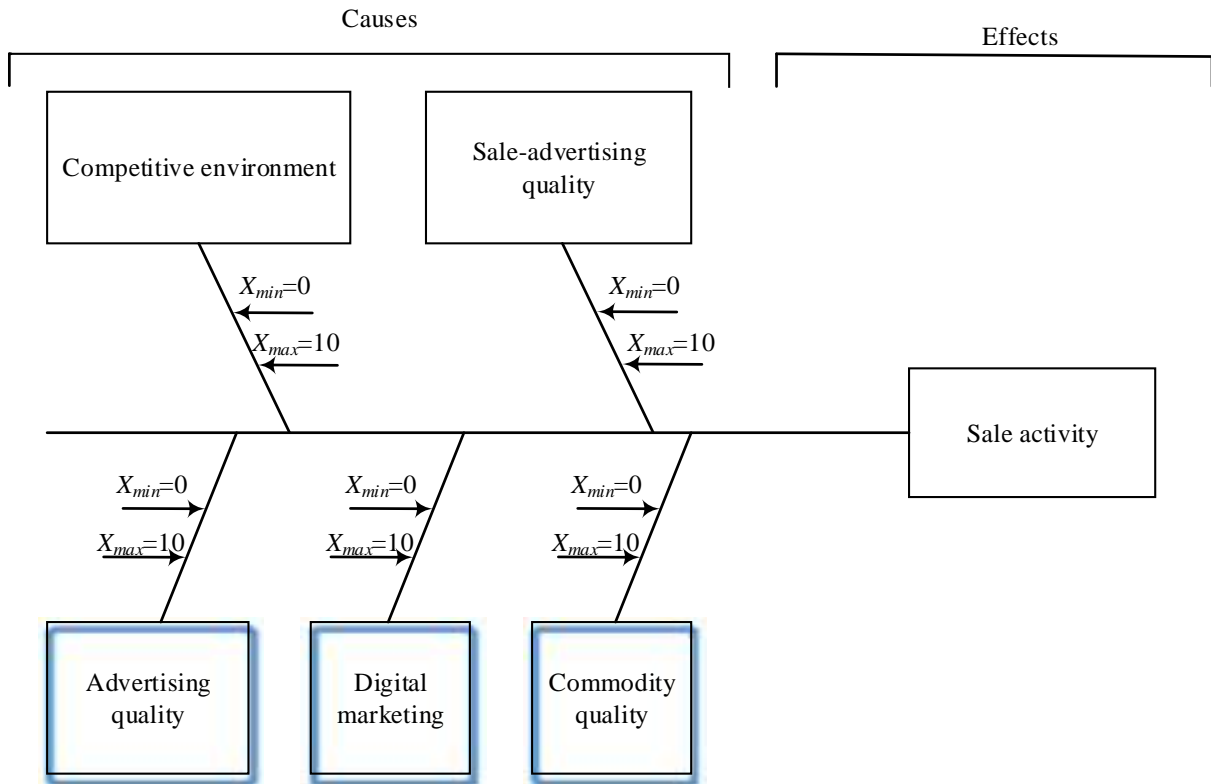 Causes
Effects
Competitive environment
Sale-advertising
quality
Xmin=0
Xmax=10
Xmin=0
Xmax=10
Sale activity
Xmin=0
Xmax=10
Xmin=0
Xmax=10
Xmin=0
Xmax=10
Advertising
quality
Digital
marketing
Commodity
quality